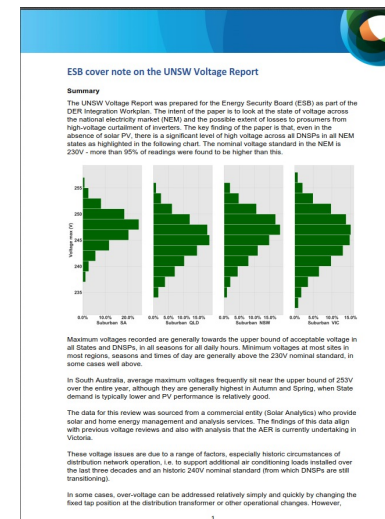 ESB cover note on the UNSW Voltage Report
Summary
The UNSW Voltage Report was prepared for the Energy Security Board (ESB) as part of the
DER Integration Workplan. The intent of the paper is to look at the state of voltage across
the national electricity market (NEM) and the possible extent of losses to prosumers from
high-voltage curtailment of inverters. The key finding of the paper is that, even in the
absence of solar PV, there is a significant level of high voltage across all DNSPs in all NEM
states as highlighted in the following chart. The nominal voltage standard in the NEM is
230V - more than 95% of readings were found to be higher than this.
Voltage max (V)
255
250
245
240
235
0.0% 10.0% 20.0% 0.0% 5.0% 10.0% 15.0% 0.0% 5.0% 10.0% 15.0% 0.0% 5.0% 10.0% 15.0%
Suburban SA Suburban QLD Suburban NSW Suburban VIC
Maximum voltages recorded are generally towards the upper bound of acceptable voltage in
all States and DNSPs, in all seasons for all daily hours. Minimum voltages at most sites in
most regions, seasons and times of day are generally above the 230V nominal standard, in
some cases well above.
In South Australia, average maximum voltages frequently sit near the upper bound of 253V
over the entire year, although they are generally highest in Autumn and Spring, when State
demand is typically lower and PV performance is relatively good.
The data for this review was sourced from a commercial entity (Solar Analytics) who provide
solar and home energy management and analysis services. The findings of this data align
with previous voltage reviews and also with analysis that the AER is currently undertaking in
Victoria.
These voltage issues are due to a range of factors, especially historic circumstances of
distribution network operation, i.e. to support additional air conditioning loads installed over
the last three decades and an historic 240V nominal standard (from which DNSPs are still
transitioning).
In some cases, over-voltage can be addressed relatively simply and quickly by changing the
fixed tap position at the distribution transformer or other operational changes. However,
1